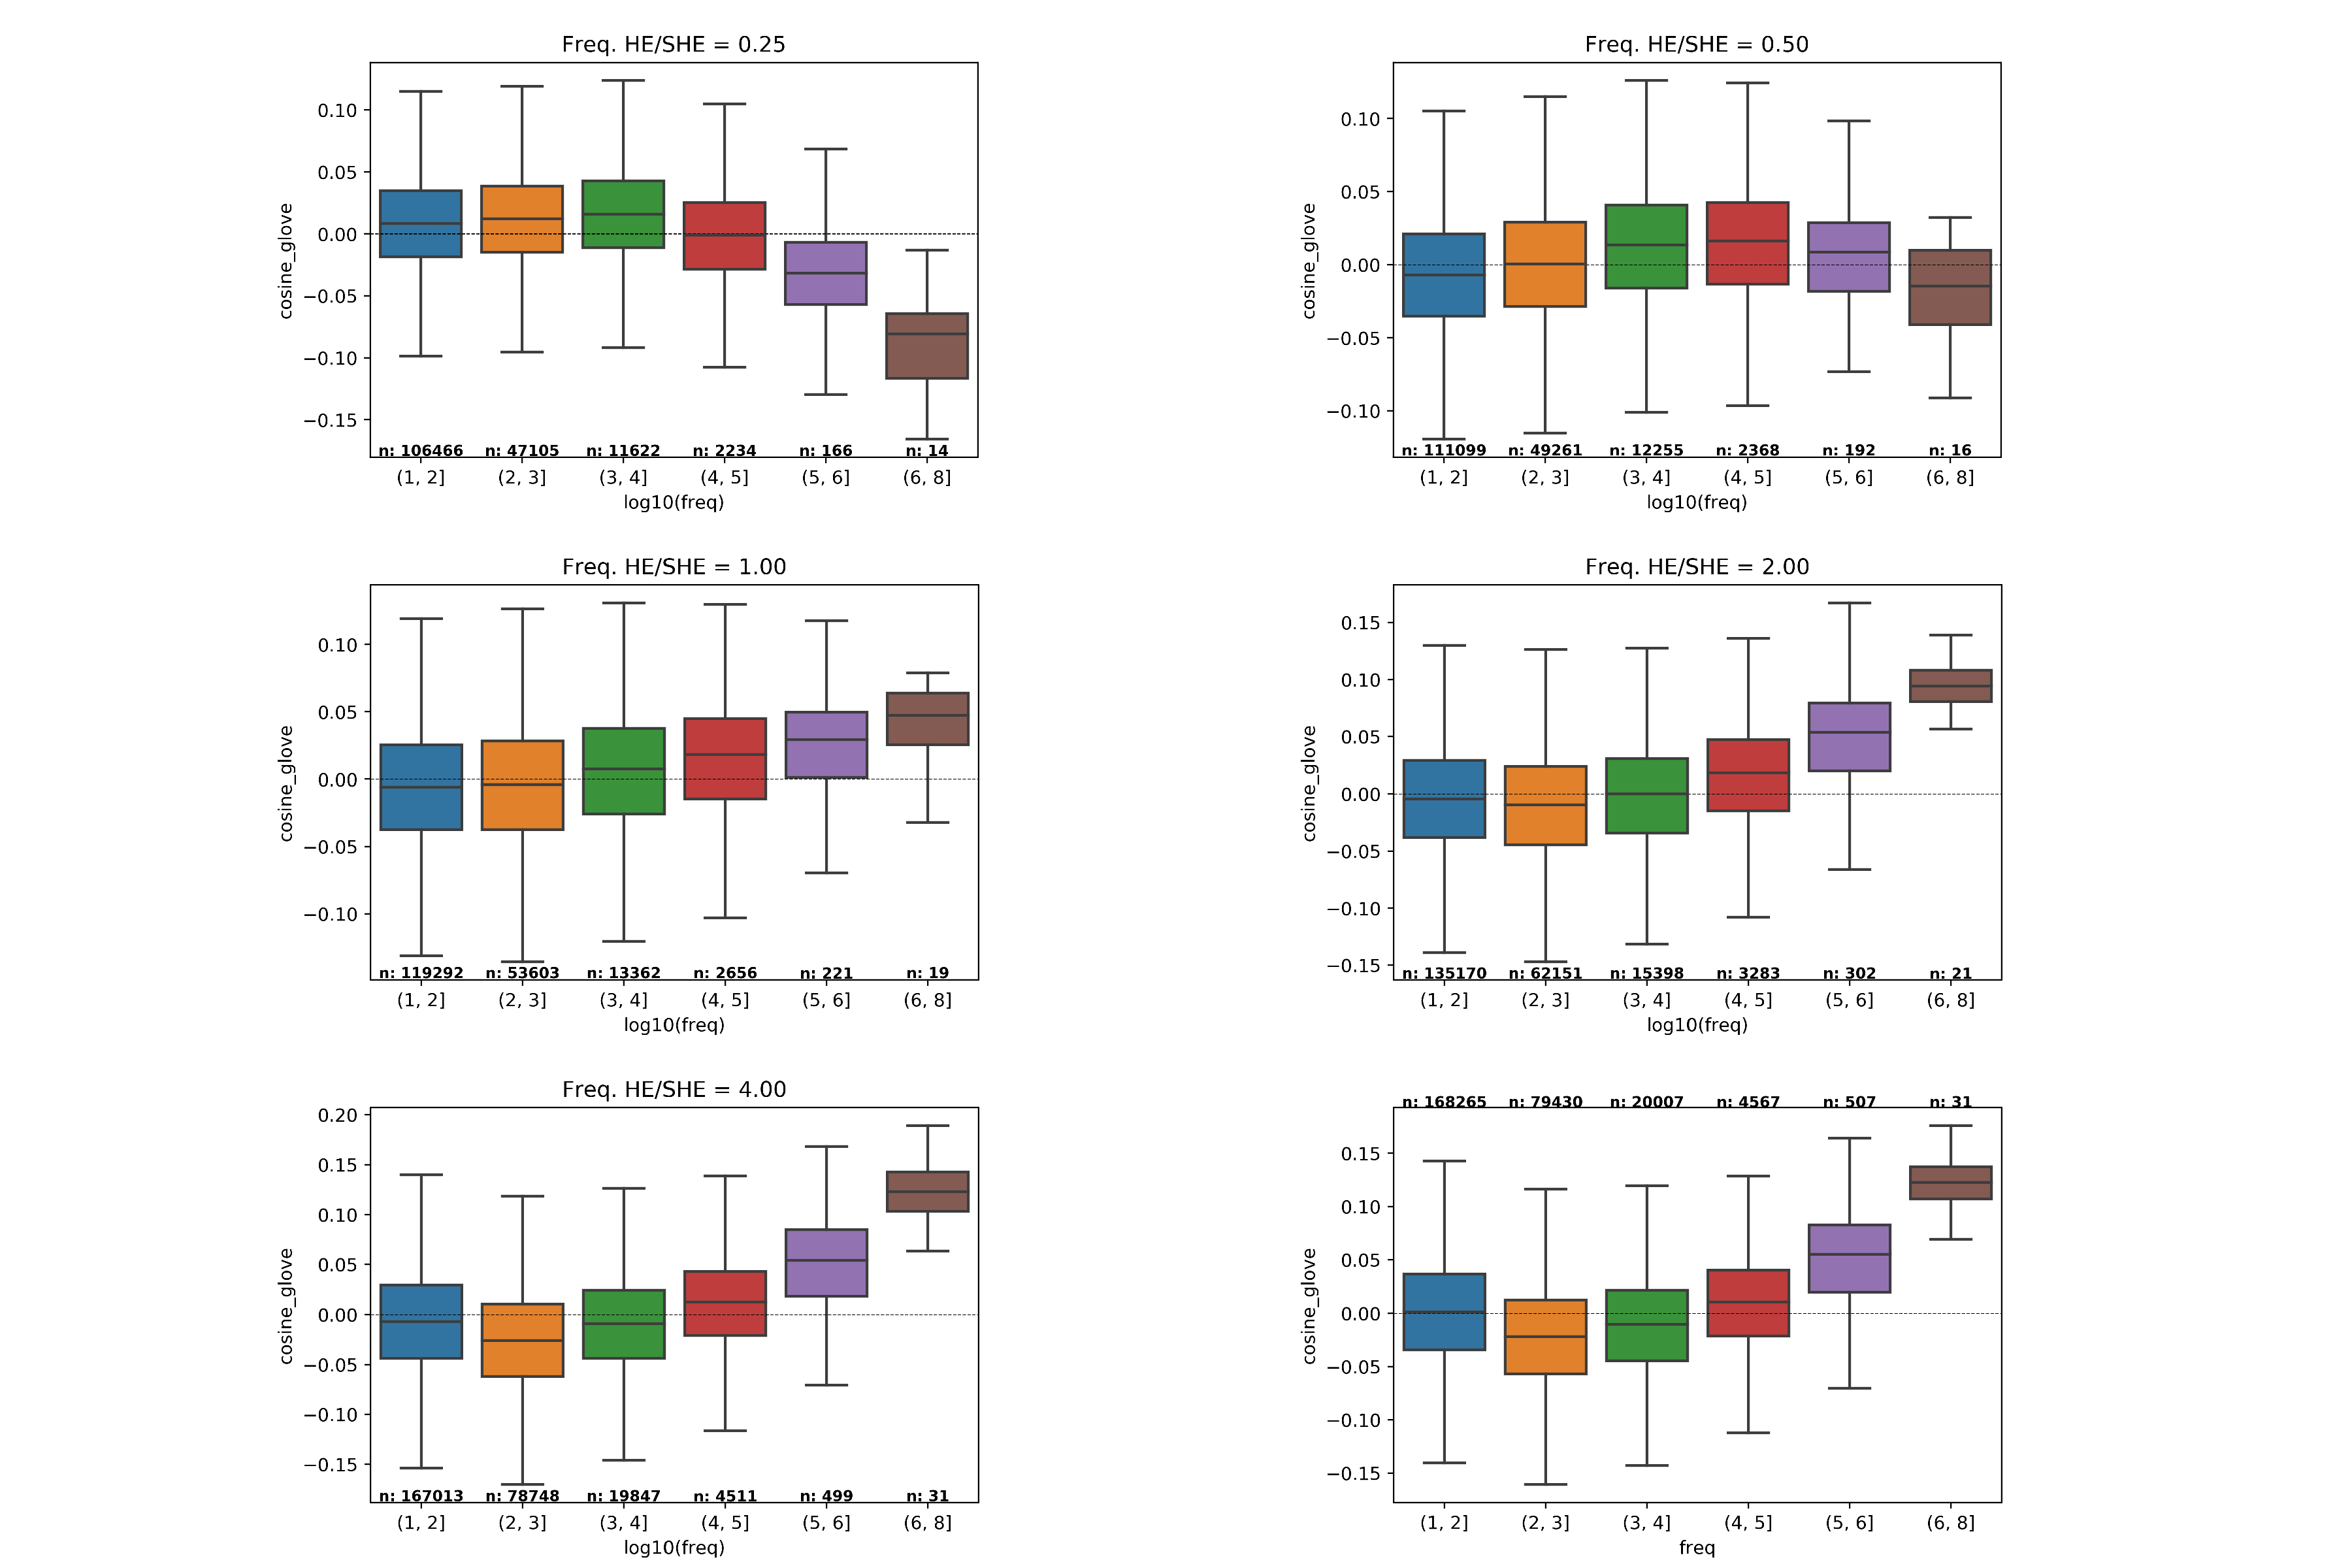 Freq. HE/SHE = 0.25
0.10
0.05
0.00
−0.05
−0.10
−0.15
cosine_glove
n: 106466 n: 47105 n: 11622 n: 2234 n: 166 n: 14
(1, 2] (2, 3] (3, 4] (4, 5] (5, 6] (6, 8]
log10(freq)
Freq. HE/SHE = 0.50
0.10
0.05
0.00
−0.05
−0.10
cosine_glove
n: 111099 n: 49261 n: 12255 n: 2368 n: 192 n: 16
(1, 2] (2, 3] (3, 4] (4, 5] (5, 6] (6, 8]
log10(freq)
Freq. HE/SHE = 1.00
0.10
0.05
0.00
−0.05
−0.10
cosine_glove
n: 119292 n: 53603 n: 13362 n: 2656 n: 221 n: 19
(1, 2] (2, 3] (3, 4] (4, 5] (5, 6] (6, 8]
log10(freq)
Freq. HE/SHE = 2.00
0.15
0.10
0.05
0.00
−0.05
−0.10
−0.15
cosine_glove
n: 135170 n: 62151 n: 15398 n: 3283 n: 302 n: 21
(1, 2] (2, 3] (3, 4] (4, 5] (5, 6] (6, 8]
log10(freq)
Freq. HE/SHE = 4.00
0.20
0.15
0.10
0.05
0.00
−0.05
−0.10
−0.15
cosine_glove
n: 167013 n: 78748 n: 19847 n: 4511 n: 499 n: 31
(1, 2] (2, 3] (3, 4] (4, 5] (5, 6] (6, 8]
log10(freq)
n: 168265 n: 79430 n: 20007 n: 4567 n: 507 n: 31
0.15
0.10
0.05
0.00
−0.05
−0.10
−0.15
cosine_glove
(1, 2] (2, 3] (3, 4] (4, 5] (5, 6] (6, 8]
freq